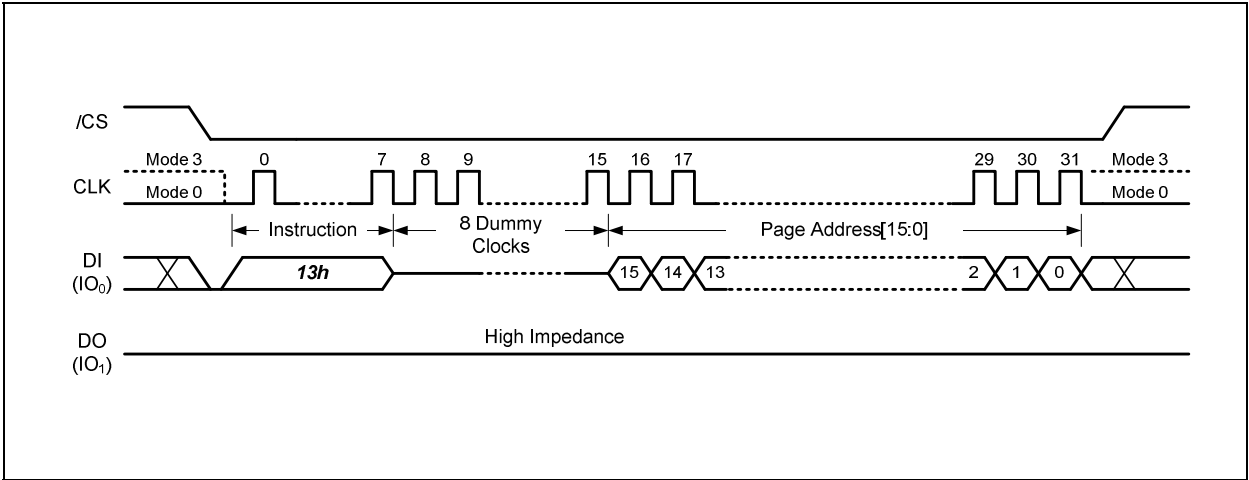 /CS
Mode 3 0 7 8 9 15 16 17 29 30 31 Mode 3
CLK
Mode 0 Mode 0
Instruction 8 Dummy Clocks Page Address[15:0]
DI (IO₀)
13h 15 14 13 2 1 0
High Impedance
DO (IO₁)